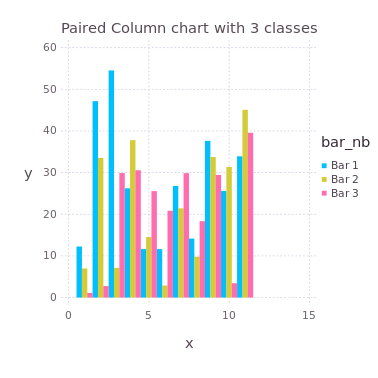 Paired Column chart with 3 classes
60
50
40
30
20
10
0
y
0 5 10 15
x
bar_nb
Bar 1
Bar 2
Bar 3